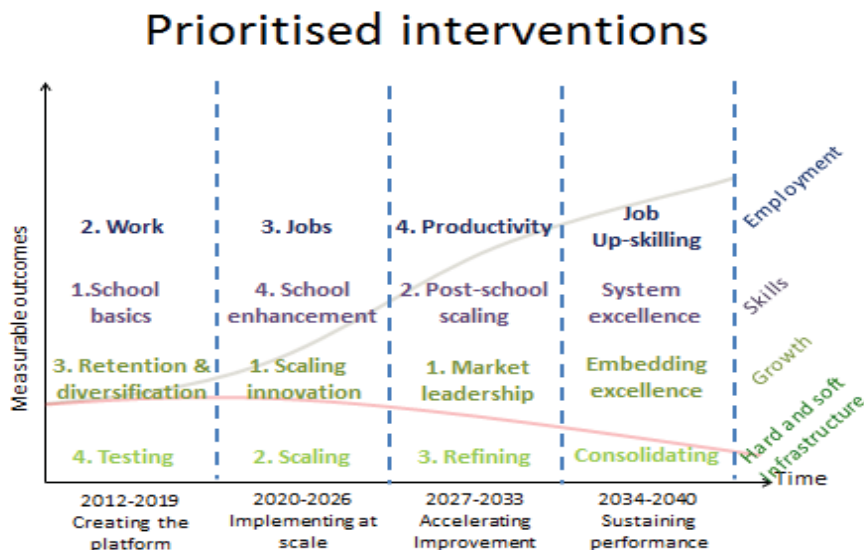 Prioritised interventions
Measurable outcomes
2. Work
3. Jobs
4. Productivity
Job
Up-skilling
Employment
1.School
basics
4. School
enhancement
2. Post-school
scaling
System
excellence
Skills
3. Retention &
diversification
1. Scaling
innovation
1. Market
leadership
Embedding
excellence
Growth
4. Testing
2. Scaling
3. Refining
Consolidating
Hard and soft
infrastructure
Time
2012-2019
Creating the
platform
2020-2026
Implementing at
scale
2027-2033
Accelerating
Improvement
2034-2040
Sustaining
performance